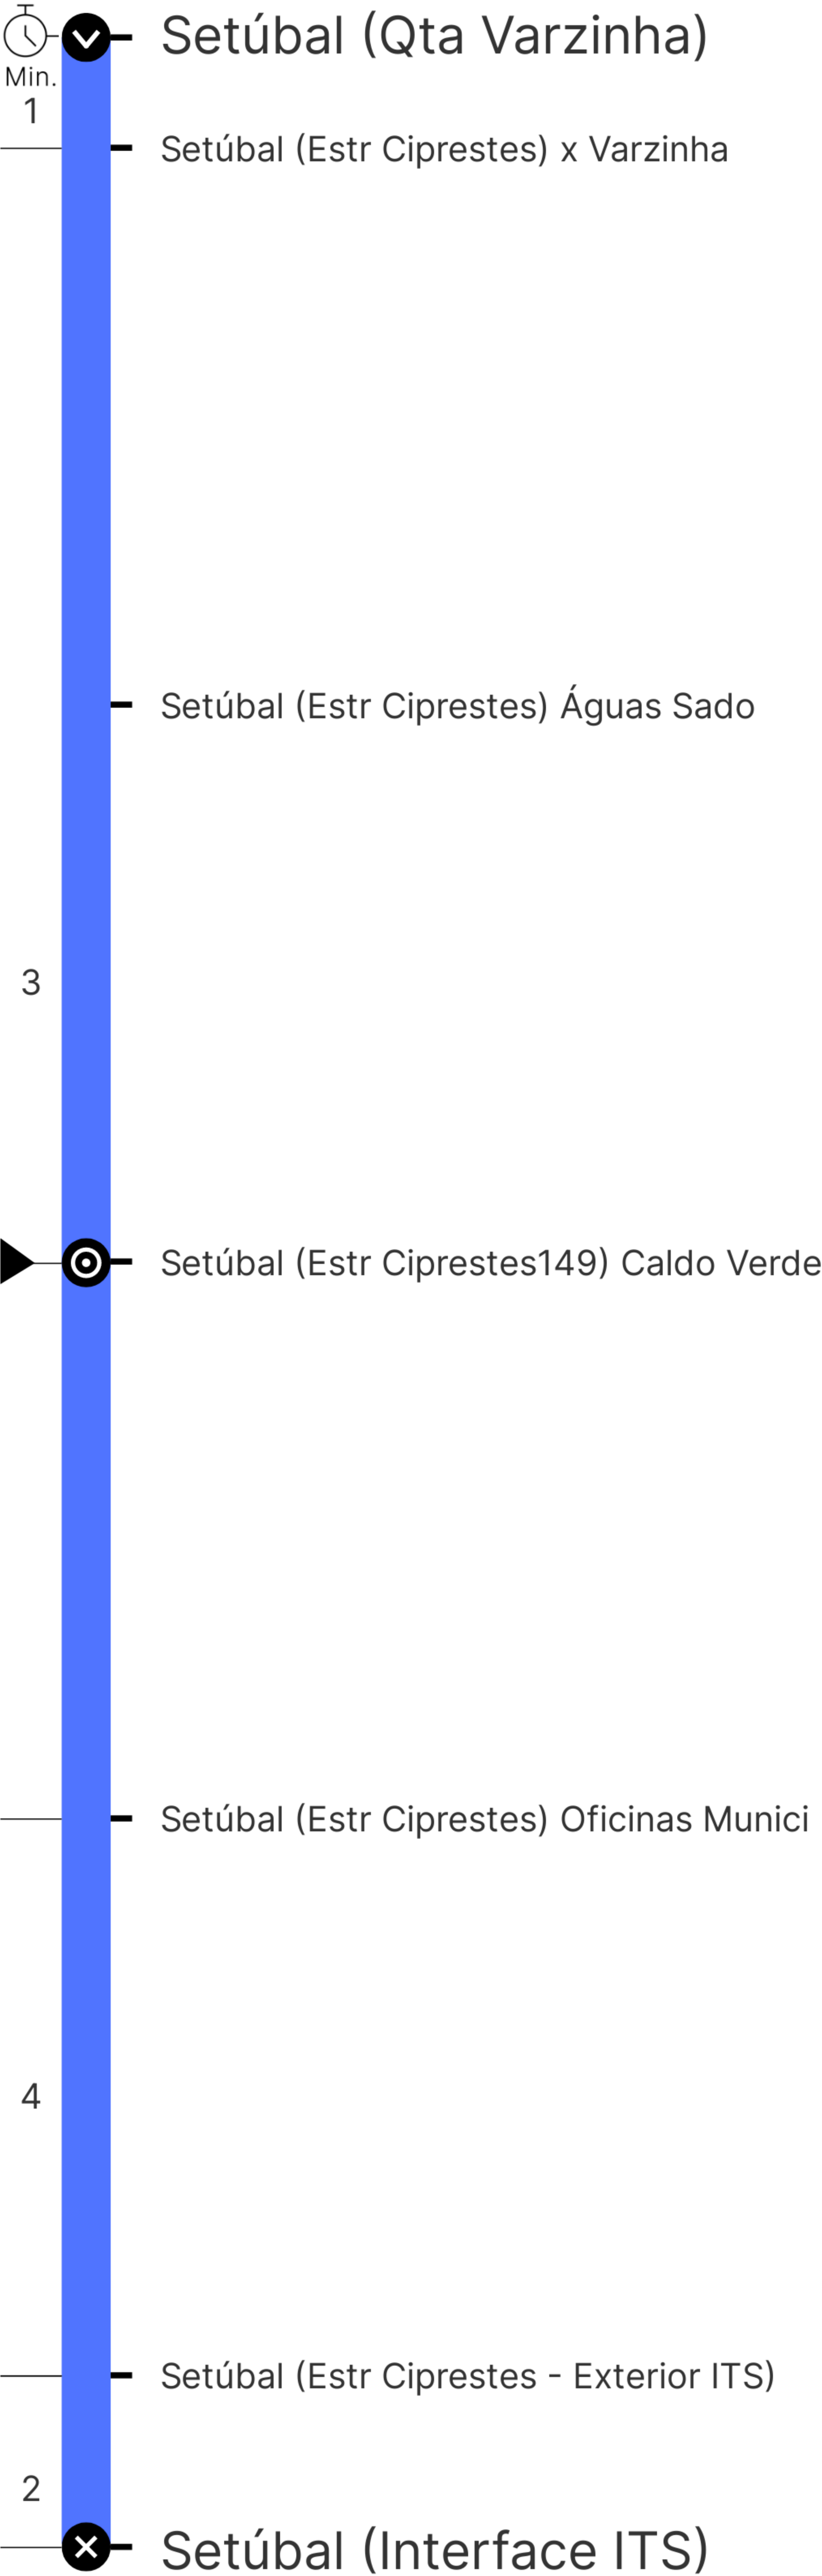 Setúbal (Qta Varzinha)
Min.
1
Setúbal (Estr Ciprestes) x Varzinha
Setúbal (Estr Ciprestes) Águas Sado
3
Setúbal (Estr Ciprestes149) Caldo Verde
Setúbal (Estr Ciprestes) Oficinas Munici
4
Setúbal (Estr Ciprestes - Exterior ITS)
2
Setúbal (Interface ITS)